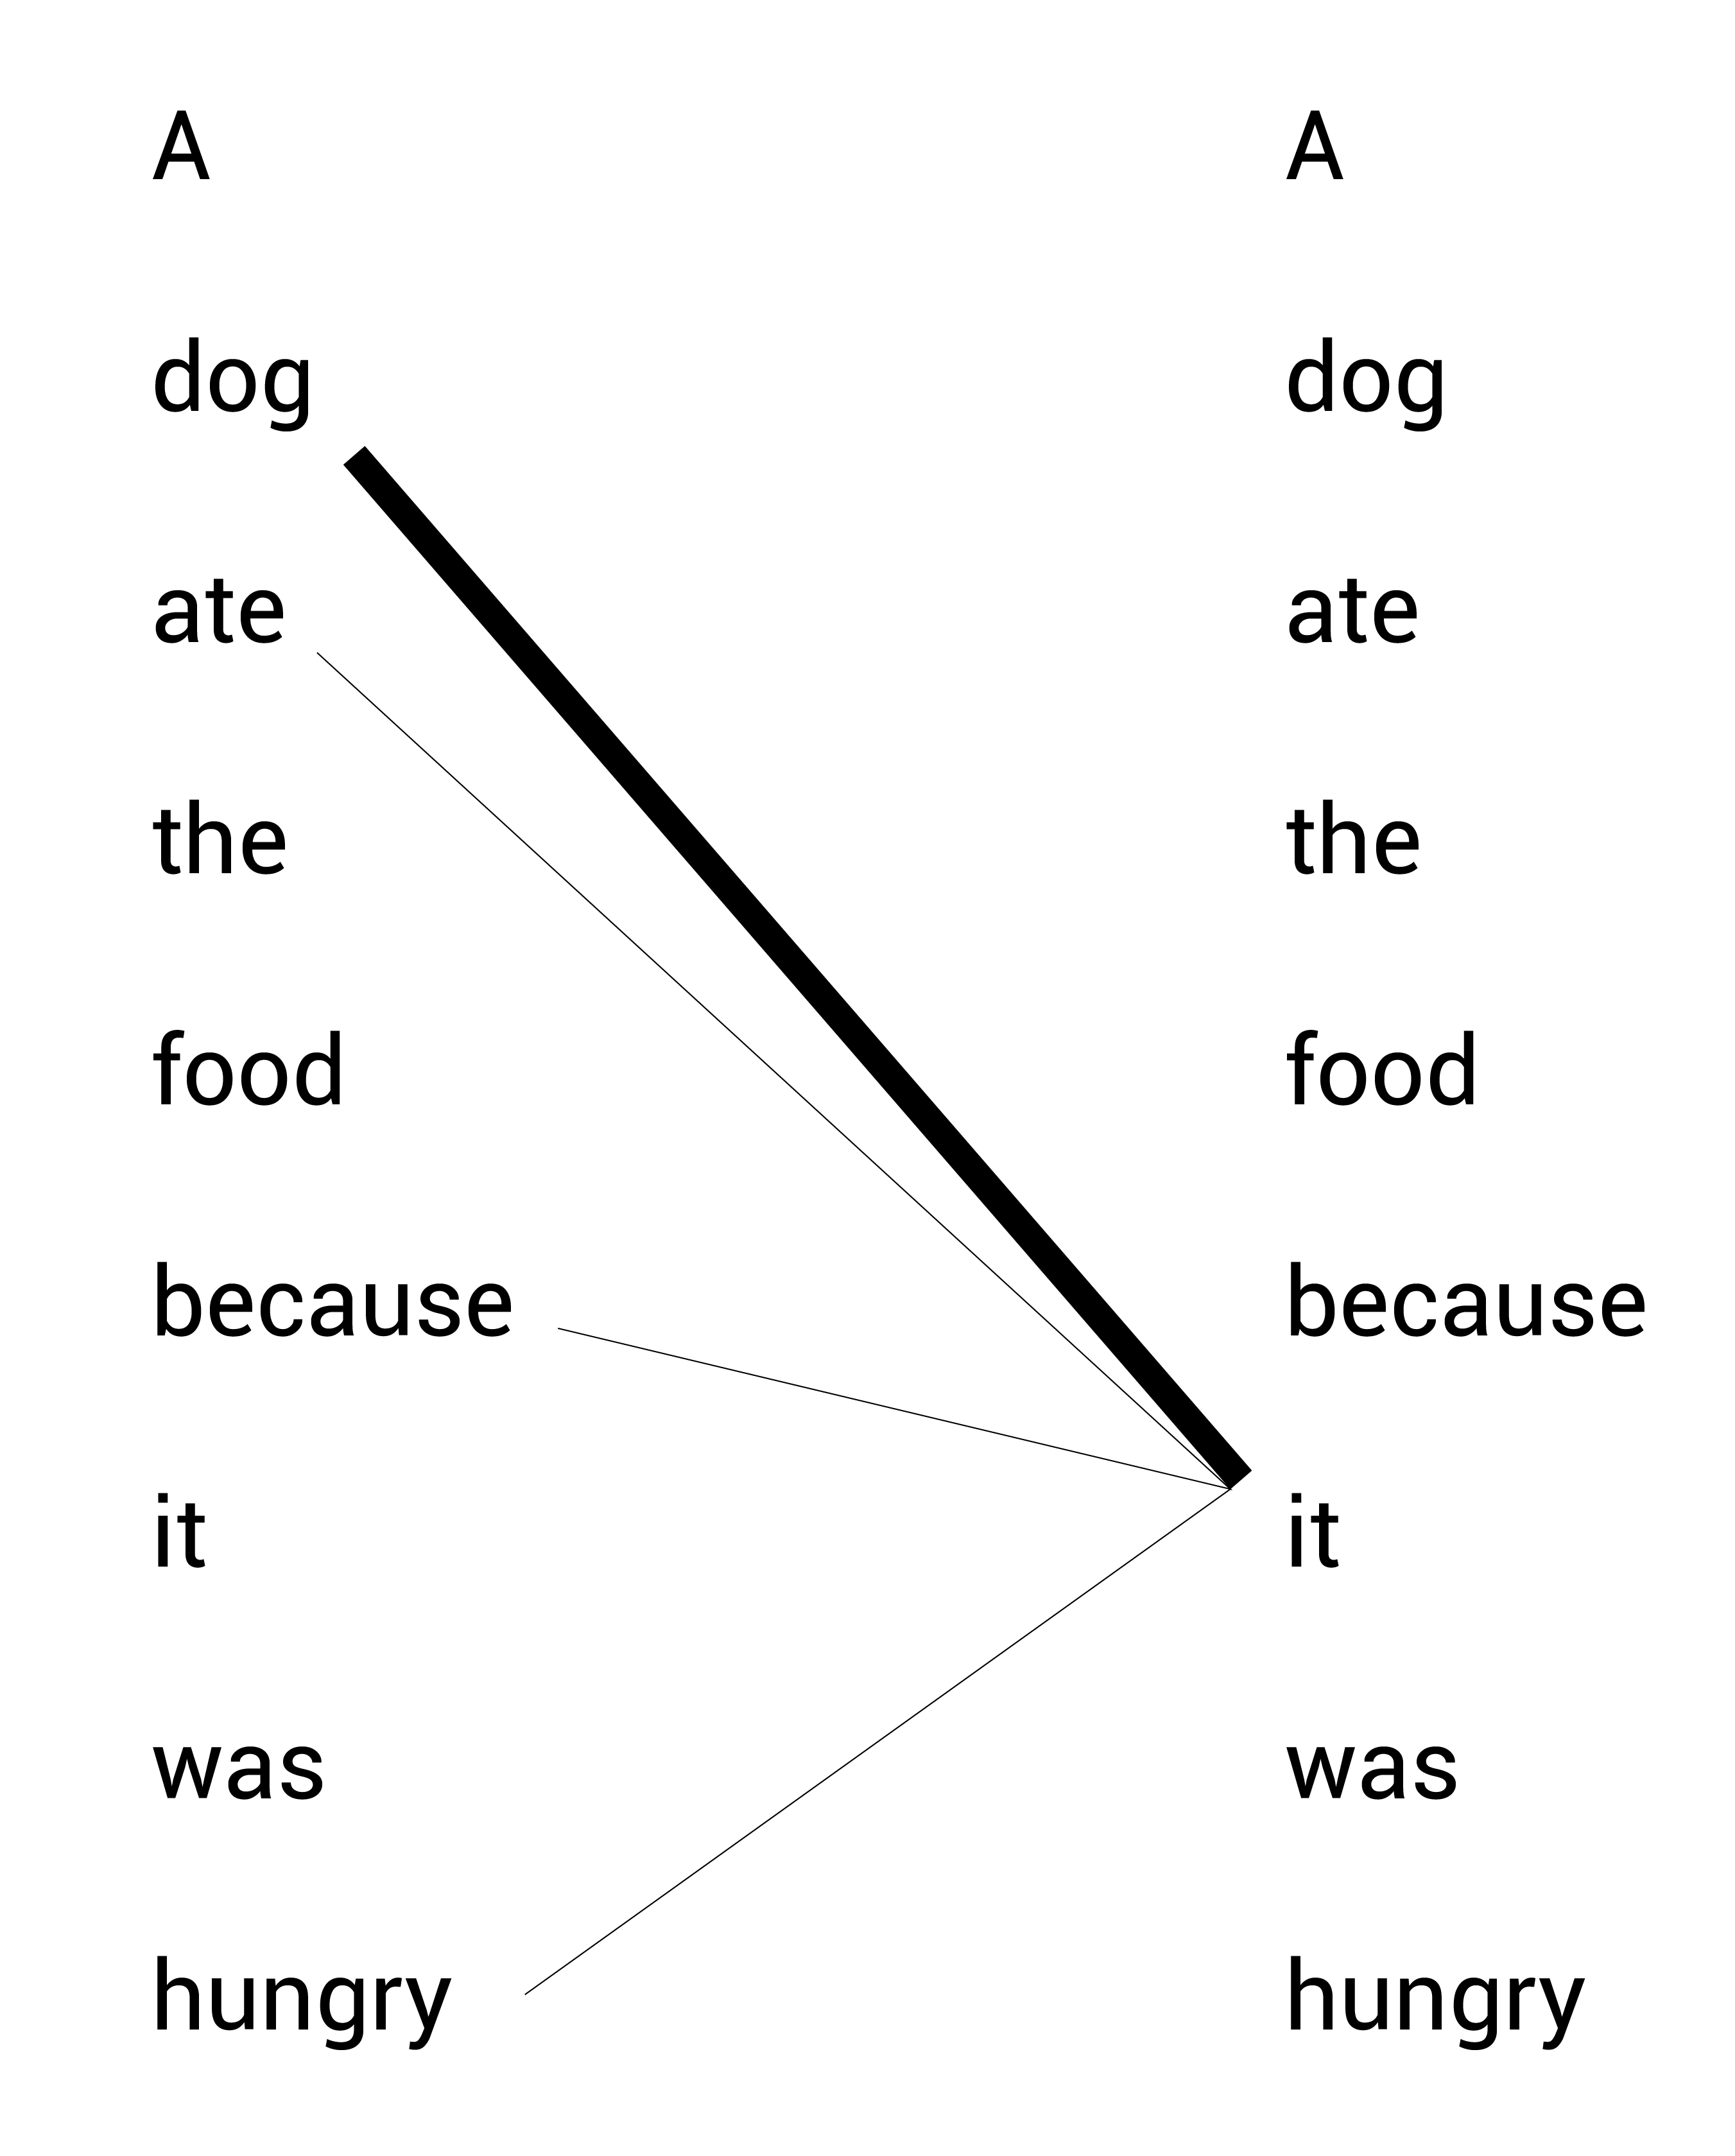 A
dog
ate
the
food
because
it
was
hungry
A
dog
ate
the
food
because
it
was
hungry